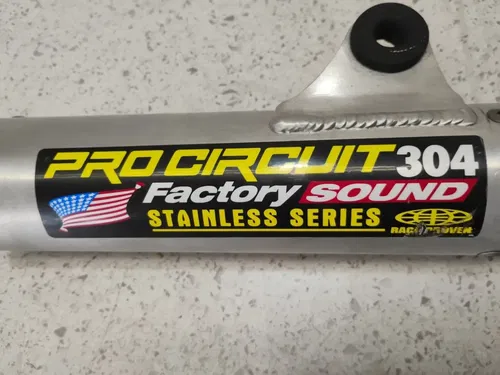 PRO CIRCUIT 304
Factory SOUND
STAINLESS SERIES
RACE PROVEN